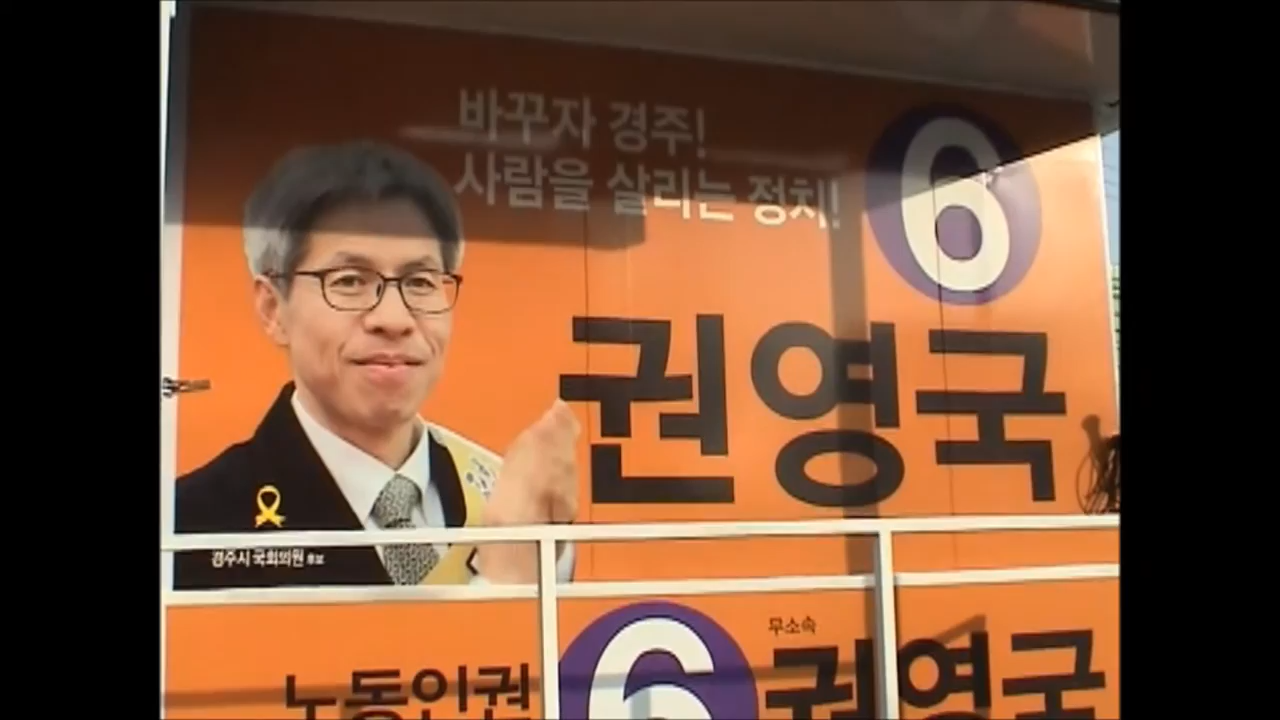 바꾸자 경주!
사람을 살리는 정치!
6
권영국
경주시 국회의원 후보
노동인권
6
무소속
권영국